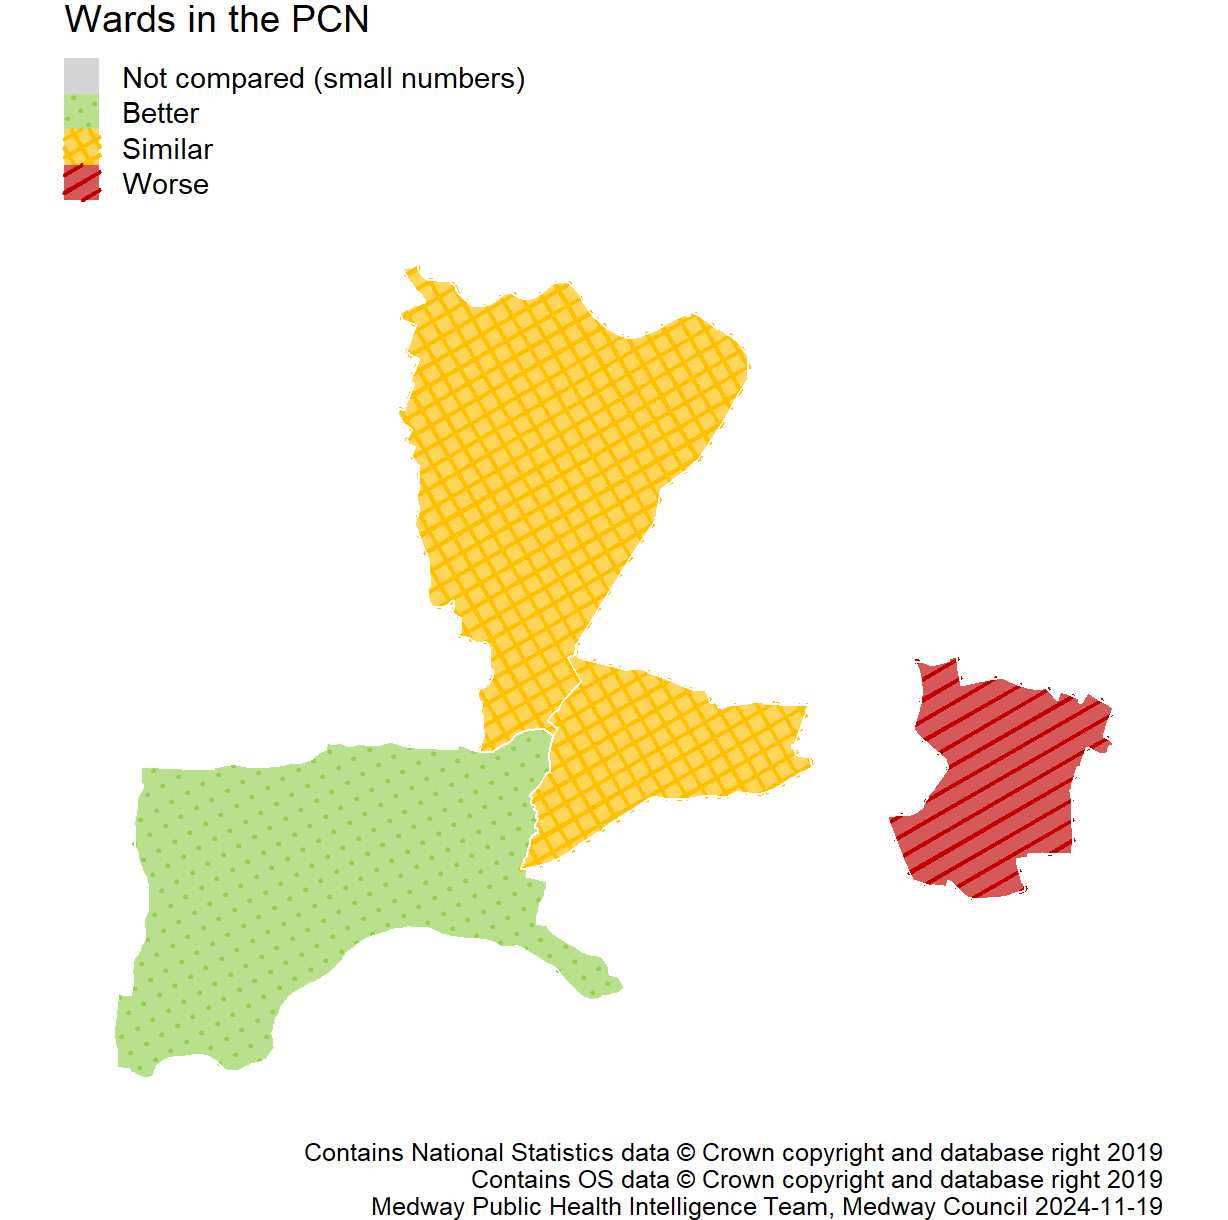 Wards in the PCN
Not compared (small numbers)
Better
Similar
Worse
Contains National Statistics data © Crown copyright and database right 2019
Contains OS data © Crown copyright and database right 2019
Medway Public Health Intelligence Team, Medway Council 2024-11-19